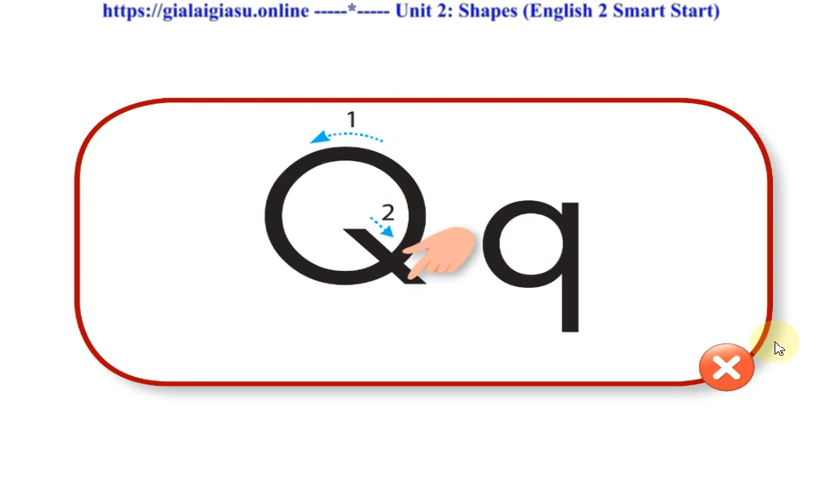 https://gialaigiasu.online -----*----- Unit 2: Shapes (English 2 Smart Start)
1
2
Q q